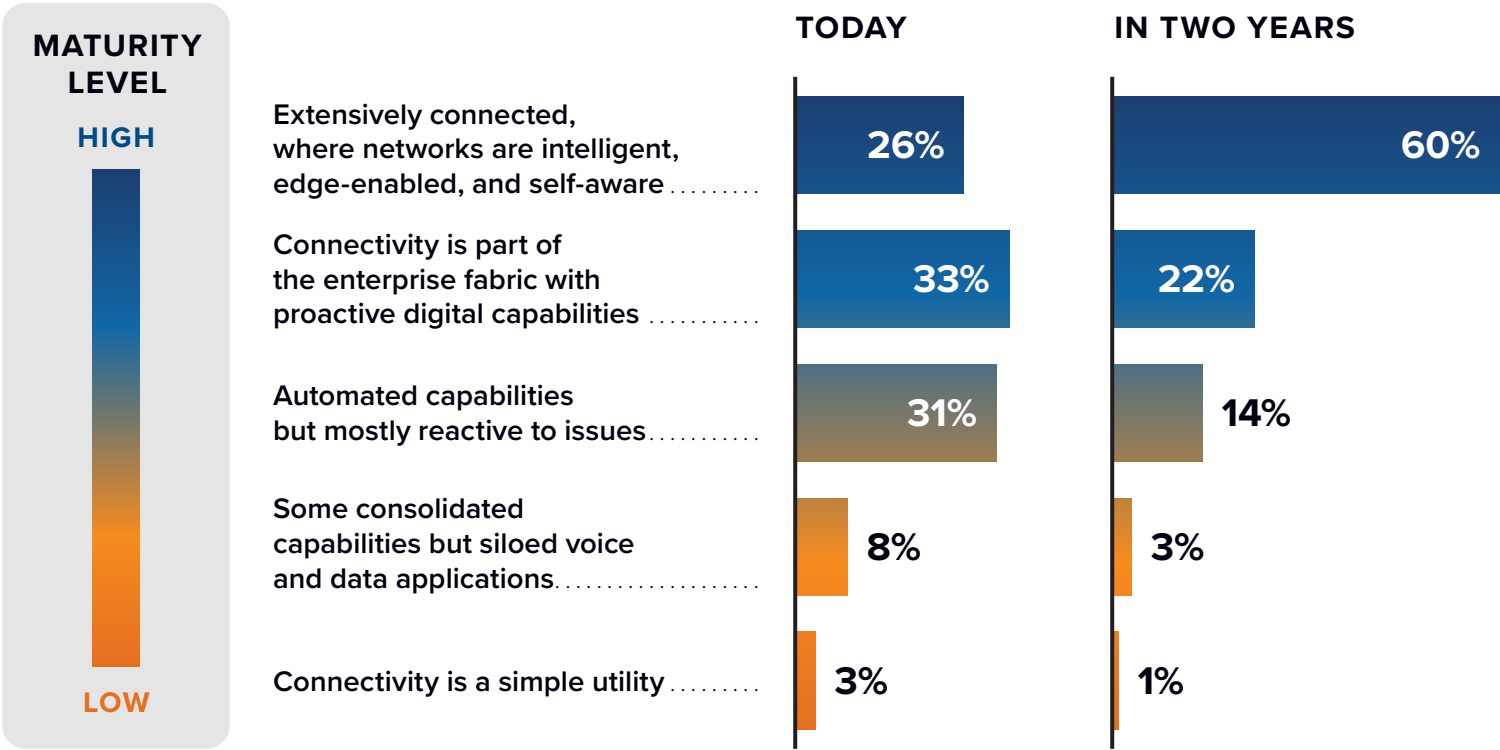 MATURITY
LEVEL
HIGH
LOW
TODAY
IN TWO YEARS
Extensively connected,
where networks are intelligent,
edge-enabled, and self-aware.........
26%
60%
Connectivity is part of
the enterprise fabric with
proactive digital capabilities ...........
33%
22%
Automated capabilities
but mostly reactive to issues...........
31%
14%
Some consolidated
capabilities but siloed voice
and data applications....................
8%
3%
Connectivity is a simple utility.........
3%
1%